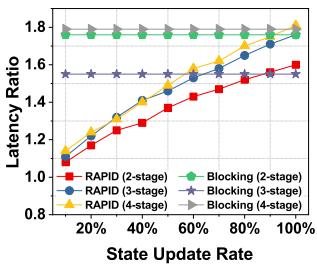 Latency Ratio
1.8
1.6
1.4
1.2
1.0
0.8
RAPID (2-stage) Blocking (2-stage)
RAPID (3-stage) Blocking (3-stage)
RAPID (4-stage) Blocking (4-stage)
20% 40% 60% 80% 100%
State Update Rate